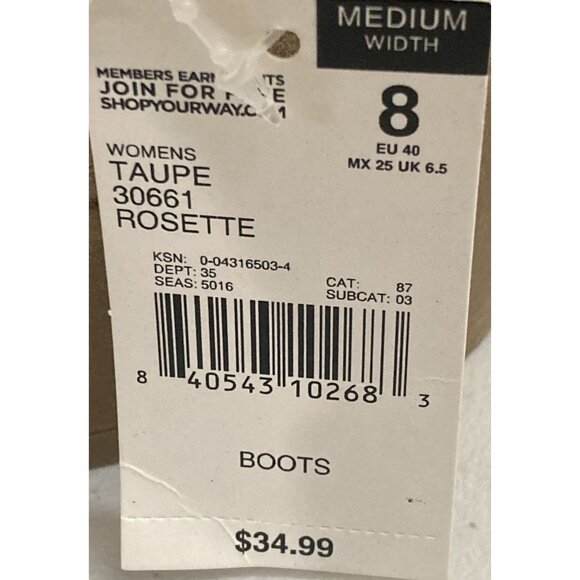 MEDIUM
WIDTH
8
EU 40
MX 25 UK 6.5
MEMBERS
JOIN FOR
WOMENS
TAUPE
30661
ROSETTE
KSN: 0-04316503-4
DEPT: 35
SEAS: 5016
CAT: 87
SUBCAT: 03
8 40543 10268 3
BOOTS
$34.99